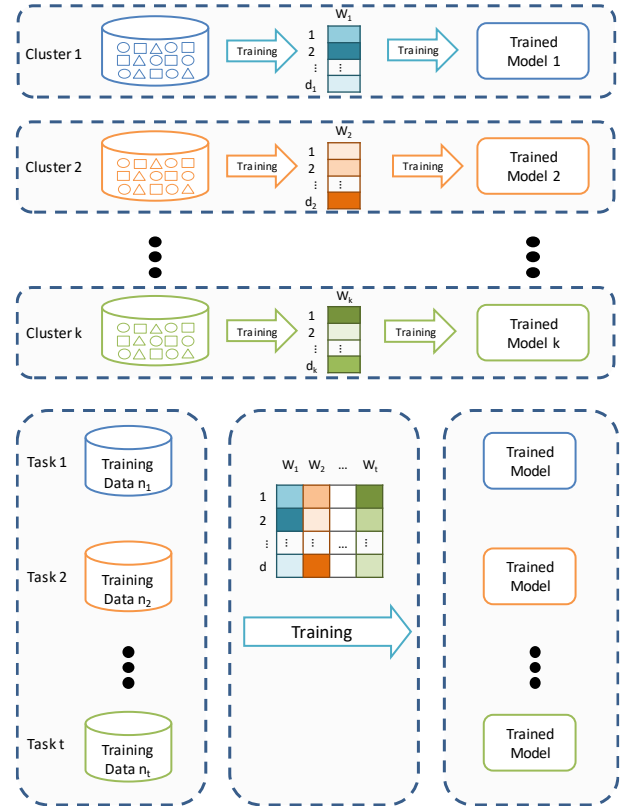 W₁
Cluster 1
Training
1
2
⋮ ⋮
d₁
Training
Trained
Model 1
W₂
Cluster 2
Training
1
2
⋮ ⋮
d₂
Training
Trained
Model 2
Wₖ
Cluster k
Training
1
2
⋮ ⋮
dₖ
Training
Trained
Model k
Task 1
Training
Data n₁
Task 2
Training
Data n₂
Task t
Training
Data nₜ
W₁ W₂ ... Wₜ
1
2
⋮ ⋮ ⋮ ... ⋮
d
Training
Trained
Model
Trained
Model
Trained
Model